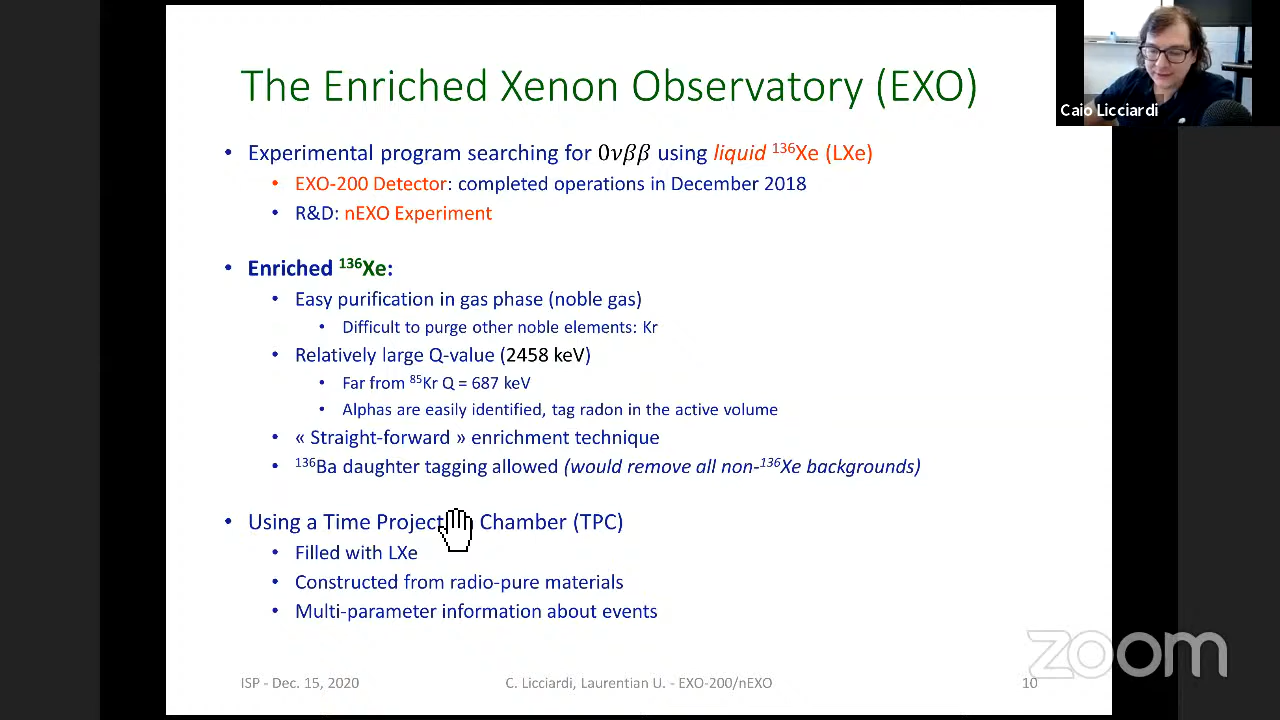 The Enriched Xenon Observatory (EXO)
Caio Licciardi
• Experimental program searching for 0νββ using liquid ¹³⁶Xe (LXe)
• EXO-200 Detector: completed operations in December 2018
• R&D: nEXO Experiment
• Enriched ¹³⁶Xe:
• Easy purification in gas phase (noble gas)
• Difficult to purge other noble elements: Kr
• Relatively large Q-value (2458 keV)
• Far from ⁸⁵Kr Q = 687 keV
• Alphas are easily identified, tag radon in the active volume
• « Straight-forward » enrichment technique
• ¹³⁶Ba daughter tagging allowed (would remove all non-¹³⁶Xe backgrounds)
• Using a Time Project Chamber (TPC)
• Filled with LXe
• Constructed from radio-pure materials
• Multi-parameter information about events
zoom
ISP - Dec. 15, 2020 C. Licciardi, Laurentian U. - EXO-200/nEXO 10